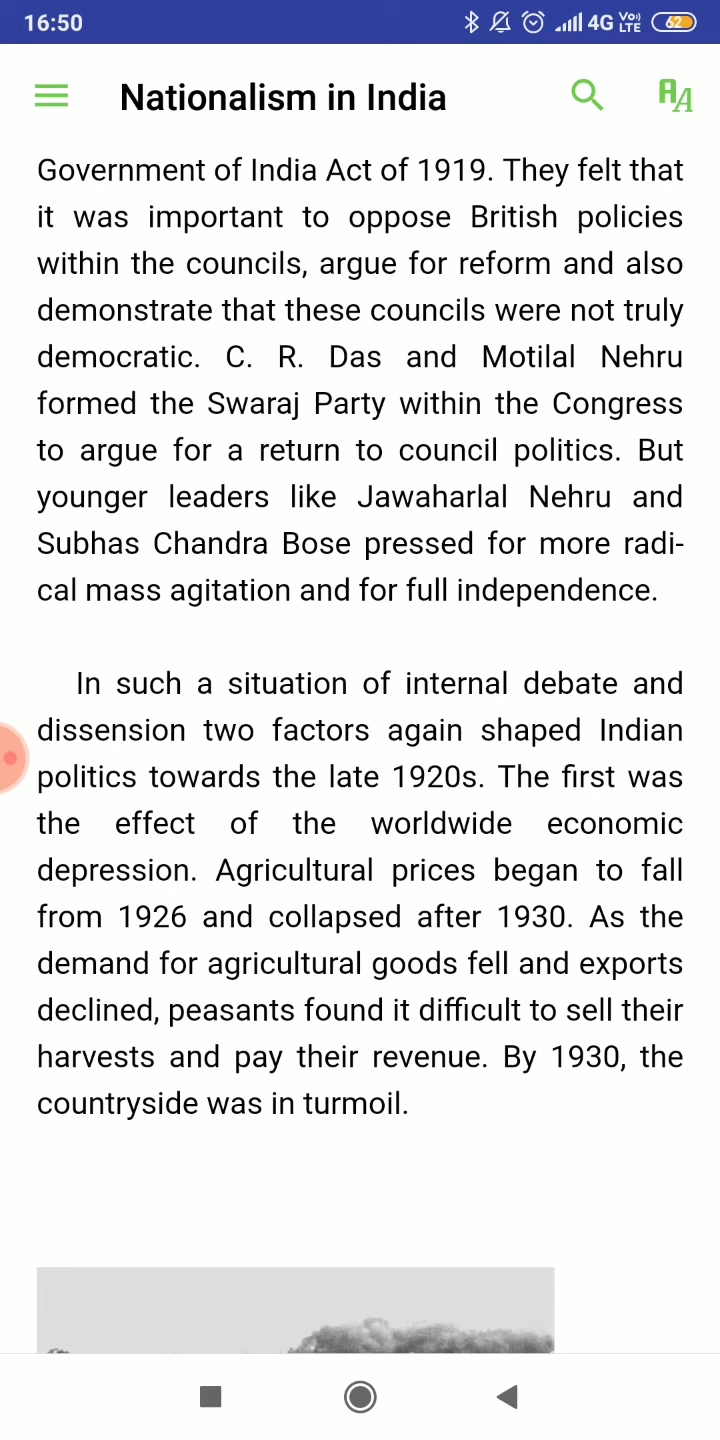 16:50 4G Vo) LTE 62
Nationalism in India
Government of India Act of 1919. They felt that
it was important to oppose British policies
within the councils, argue for reform and also
demonstrate that these councils were not truly
democratic. C. R. Das and Motilal Nehru
formed the Swaraj Party within the Congress
to argue for a return to council politics. But
younger leaders like Jawaharlal Nehru and
Subhas Chandra Bose pressed for more radi-
cal mass agitation and for full independence.
In such a situation of internal debate and
dissension two factors again shaped Indian
politics towards the late 1920s. The first was
the effect of the worldwide economic
depression. Agricultural prices began to fall
from 1926 and collapsed after 1930. As the
demand for agricultural goods fell and exports
declined, peasants found it difficult to sell their
harvests and pay their revenue. By 1930, the
countryside was in turmoil.